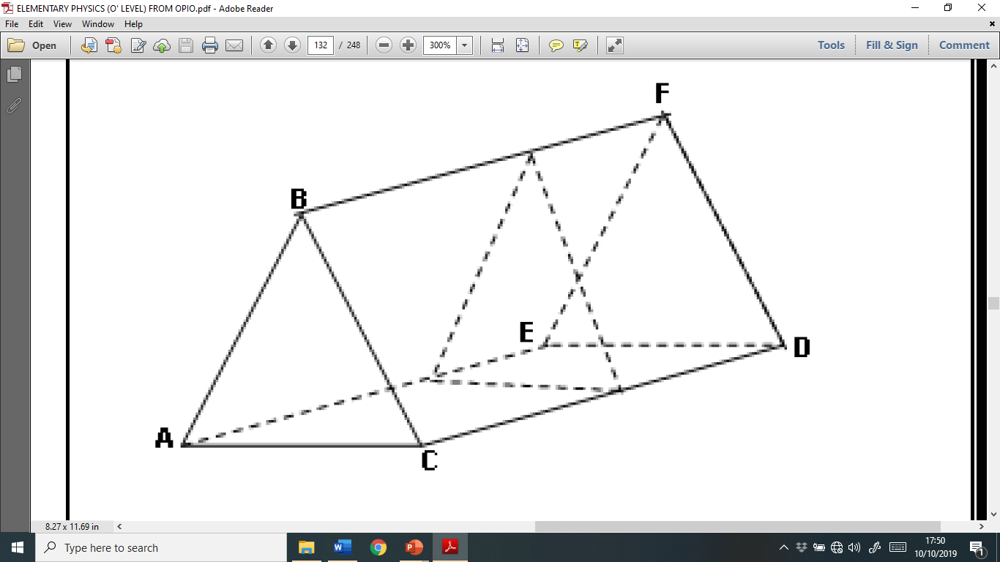 ELEMENTARY PHYSICS (O' LEVEL) FROM OPIO.pdf - Adobe Reader
File Edit View Window Help
Open 132 / 248 300% Tools Fill & Sign Comment
F
B
E
D
A
C
8.27 x 11.69 in
Type here to search
17:50
10/10/2019
1